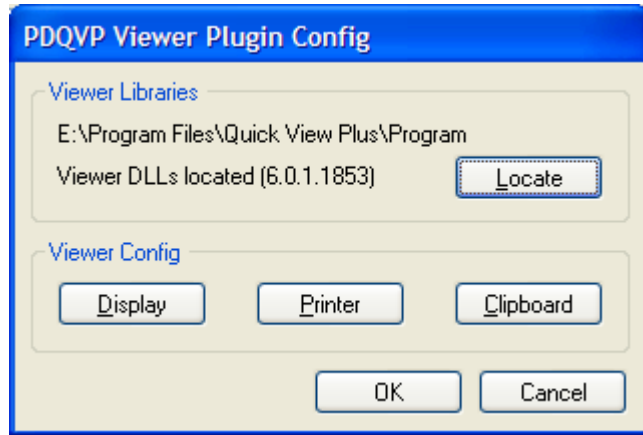 PDQVP Viewer Plugin Config
Viewer Libraries
E:\Program Files\Quick View Plus\Program
Viewer DLLs located (6.0.1.1853)
Locate
Viewer Config
Display Printer Clipboard
OK Cancel